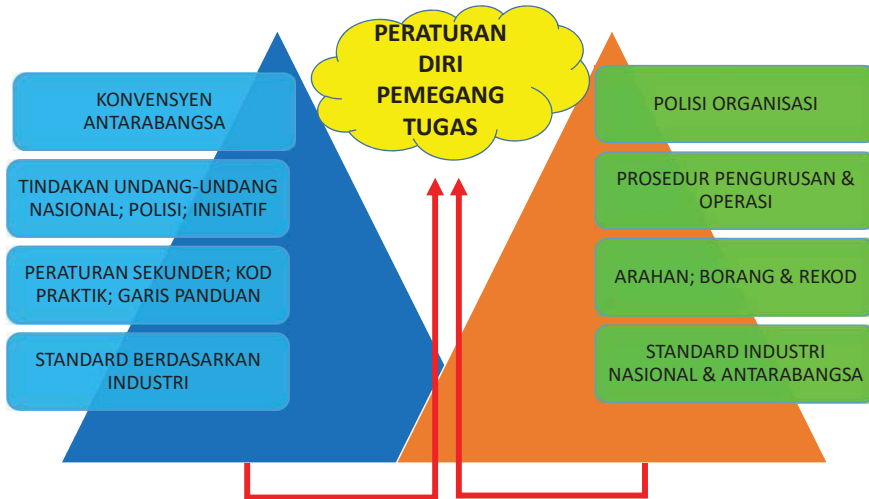 PERATURAN
DIRI
PEMEGANG
TUGAS
KONVENSYEN
ANTARABANGSA
TINDAKAN UNDANG-UNDANG
NASIONAL; POLISI; INISIATIF
PERATURAN SEKUNDER; KOD
PRAKTIK; GARIS PANDUAN
STANDARD BERDASARKAN
INDUSTRI
POLISI ORGANISASI
PROSEDUR PENGURUSAN &
OPERASI
ARAHAN; BORANG & REKOD
STANDARD INDUSTRI
NASIONAL & ANTARABANGSA